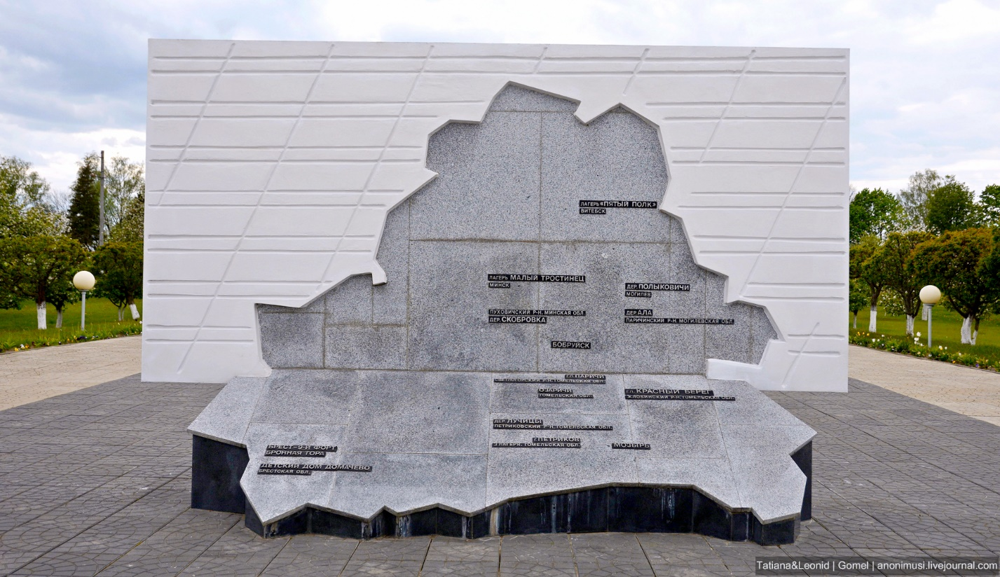 ЛАГЕРЬ «ПЯТЫЙ ПОЛК»
ВИТЕБСК
ЛАГЕРЬ МАЛЫЙ ТРОСТИНЕЦ
МИНСК
ДЕР. ПОЛЫКОВИЧИ
МОГИЛЕВ
ПУХОВИЧСКИЙ Р-Н. МИНСКАЯ ОБЛ.
ДЕР. СКОБРОВКА
ДЕР. АЛА
ПАРИЧИНСКИЙ Р-Н. МОГИЛЕВСКАЯ ОБЛ.
БОБРУЙСК
Г.П. ПАРИЧИ
СВЕТЛОГОРСКИЙ Р-Н. ГОМЕЛЬСКАЯ ОБЛ.
ОЗАРИЧИ
ГОМЕЛЬСКАЯ ОБЛ.
Г.П. КРАСНЫЙ БЕРЕГ
ЖЛОБИНСКИЙ Р-Н. ГОМЕЛЬСКАЯ ОБЛ.
ДЕР. ЛУЧИЦЫ
ПЕТРИКОВСКИЙ Р-Н. ГОМЕЛЬСКАЯ ОБЛ.
Г.ПЕТРИКОВ
3 ЛАГЕРЯ. ГОМЕЛЬСКАЯ ОБЛ.
МОЗЫРЬ
БРЕСТ-9-Й ФОРТ
БРОННАЯ ГОРА
ДЕТСКИЙ ДОМ ДОМАЧЕВО
БРЕСТСКАЯ ОБЛ.
Tatiana&Leonid | Gomel | anonimusi.livejournal.com